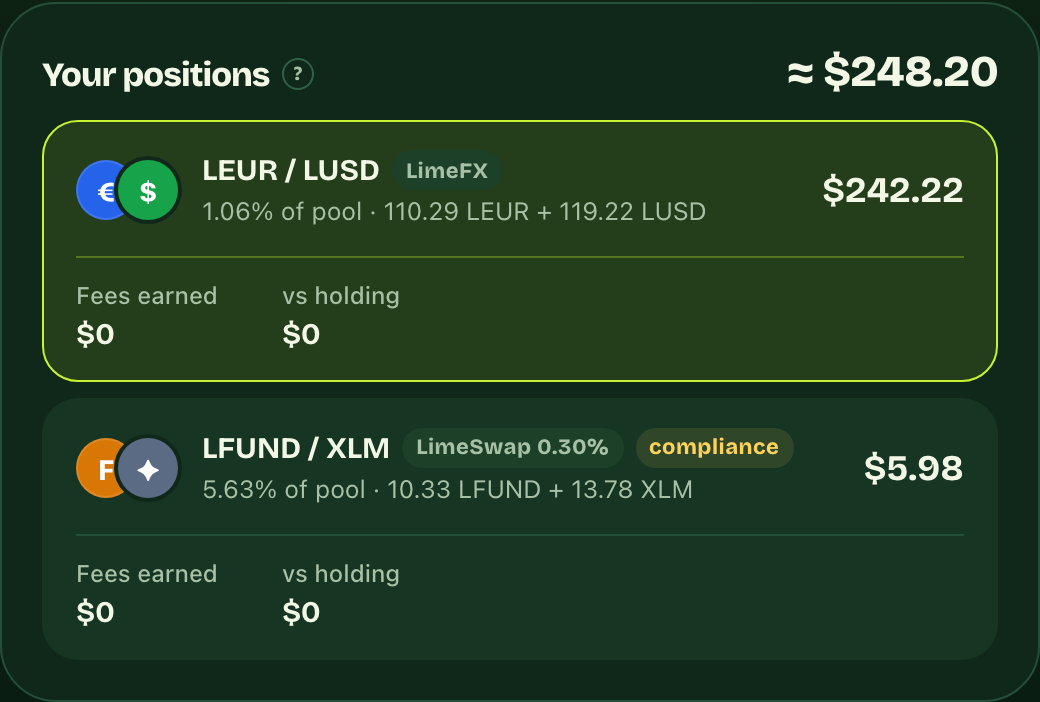 Your positions ? ≈ $248.20
€ $ LEUR / LUSD LimeFX
1.06% of pool · 110.29 LEUR + 119.22 LUSD
$242.22
Fees earned vs holding
$0 $0
F LFUND / XLM LimeSwap 0.30% compliance
5.63% of pool · 10.33 LFUND + 13.78 XLM
$5.98
Fees earned vs holding
$0 $0